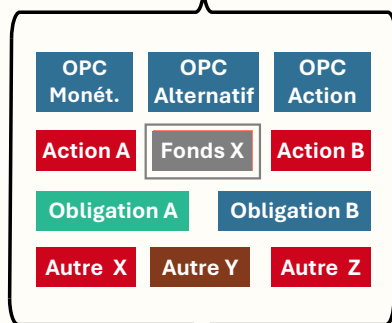 OPC
Monét.
OPC
Alternatif
OPC
Action
Action A
Fonds X
Action B
Obligation A
Obligation B
Autre X
Autre Y
Autre Z